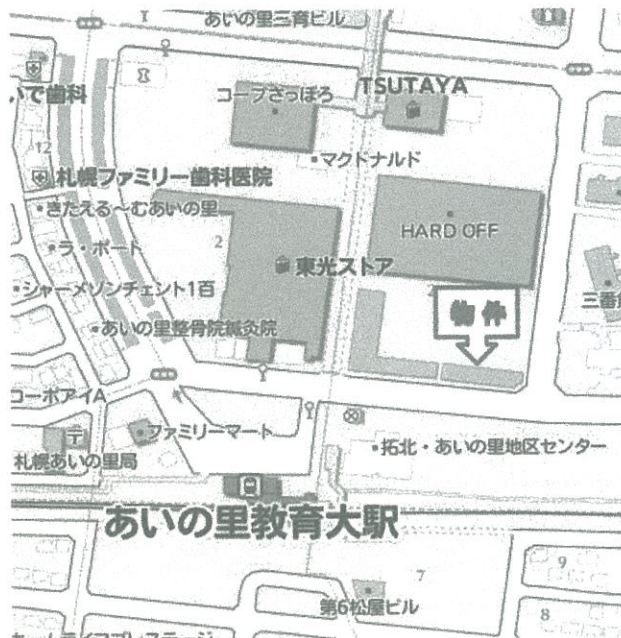 あいの里三育ビル
いで歯科
コープさっぽろ
TSUTAYA
マクドナルド
12
札幌ファミリー歯科医院
きたえる〜むあいの里
2
HARD OFF
ラ・ポート
東光ストア
シャーメゾンチェント1百
三番館
物件
あいの里整骨院鍼灸院
コーポアイA
ファミリーマート
札幌あいの里局
拓北・あいの里地区センター
あいの里教育大駅
7
9
第6松屋ビル
8